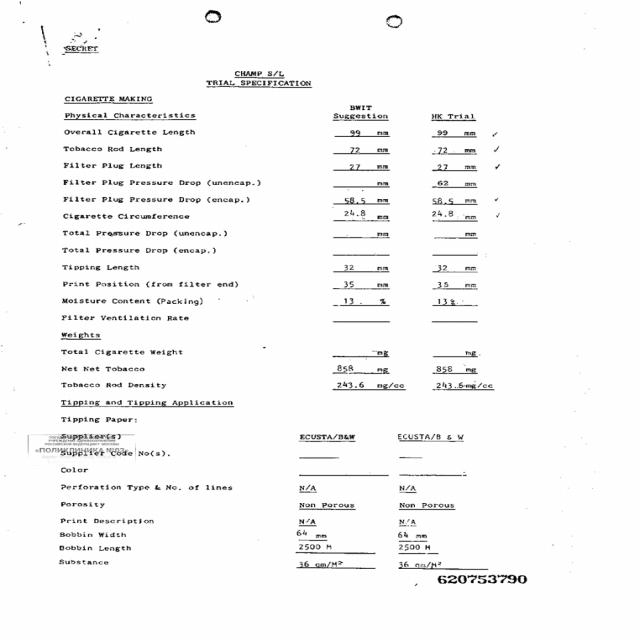 SECRET
CHAMP S/L
TRIAL SPECIFICATION
CIGARETTE MAKING
BWIT
Physical Characteristics Suggestion HK Trial
Overall Cigarette Length 99 mm 99 mm ✓
Tobacco Rod Length 72 mm 72 mm ✓
Filter Plug Length 27 mm 27 mm ✓
Filter Plug Pressure Drop (unencap.) mm 62 mm
Filter Plug Pressure Drop (encap.) 58.5 mm 58.5 mm ✓
Cigarette Circumference 24.8 mm 24.8 mm ✓
Total Pressure Drop (unencap.) mm mm
Total Pressure Drop (encap.)
Tipping Length 32 mm 32 mm
Print Position (from filter end) 35 mm 35 mm
Moisture Content (Packing) 13 % 13%
Filter Ventilation Rate
Weights
Total Cigarette Weight mg mg.
Net Net Tobacco 858 mg 858 mg
Tobacco Rod Density 243.6 mg/cc 243.6 mg/cc
Tipping and Tipping Application
Tipping Paper:
Supplier(s) ECUSTA/B&W ECUSTA/B & W
«ПОЛИКЛИНИКА
Supplier Code No(s).
Color
Perforation Type & No. of lines N/A N/A
Porosity Non Porous Non Porous
Print Description N/A N/A
Bobbin Width 64 mm 64 mm
Bobbin Length 2500 M 2500 M
Substance 36 gm/M² 36 gm/M²
620753790